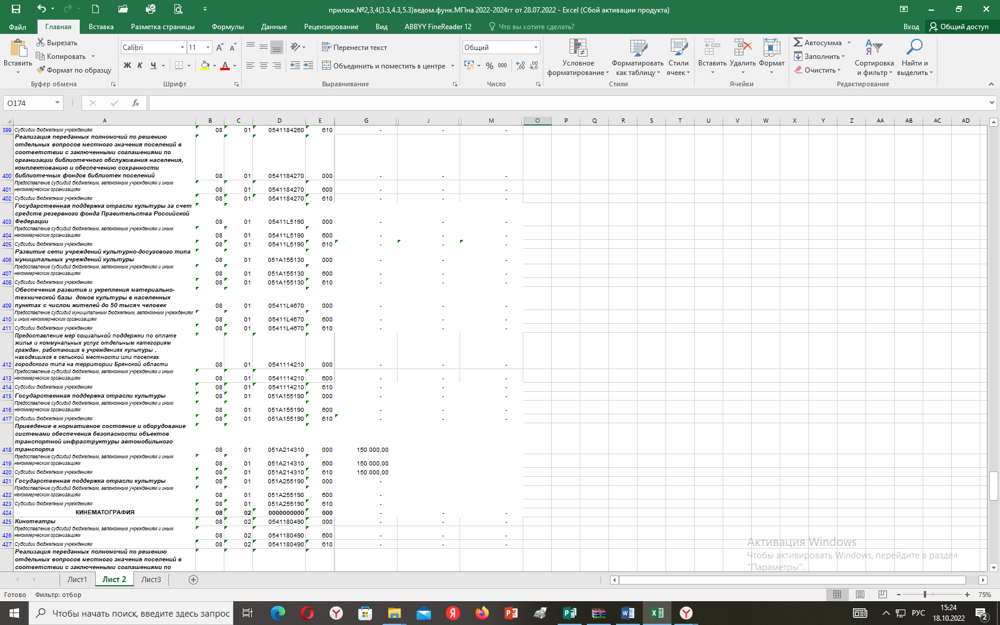 прилож.№2,3,4(3.3,4.3,5.3)ведом.функ.МПна 2022-2024гг от 28.07.2022 - Excel (Сбой активации продукта)
Файл Главная Вставка Разметка страницы Формулы Данные Рецензирование Вид ABBYY FineReader 12 Что вы хотите сделать? Вход Общий доступ
Вставить Вырезать Копировать Формат по образцу
Calibri 11
Ж К Ч А
Перенести текст
Объединить и поместить в центре
Общий
% 000
Условное форматирование
Форматировать как таблицу
Стили ячеек
Вставить Удалить Формат
Автосумма
Заполнить
Очистить
Сортировка и фильтр
Найти и выделить
Буфер обмена Шрифт Выравнивание Число Стили Ячейки Редактирование
O174 fx
A B C D E G J M O P Q R S T U V W X Y Z AA AB AC AD
399 Субсидии бюджетным учреждениям 08 01 0541184260 610 - - -
Реализация переданных полномочий по решению
отдельных вопросов местного значения поселений в
соответствии с заключенными соглашениями по
организации библиотечного обслуживания населения,
комплектованию и обеспечению сохранности
400 библиотечных фондов библиотек поселений 08 01 0541184270 000 - - -
Предоставление субсидий бюджетным, автономным учреждениям и иным
401 некоммерческим организациям 08 01 0541184270 600 - - -
402 Субсидии бюджетным учреждениям 08 01 0541184270 610 - - -
Государственная поддержка отрасли культуры за счет
средств резервного фонда Правительства Российской
403 Федерации 08 01 05411L5190 000 - - -
Предоставление субсидий бюджетным, автономным учреждениям и иным
404 некоммерческим организациям 08 01 05411L5190 600 - - -
405 Субсидии бюджетным учреждениям 08 01 05411L5190 610 - - -
Развитие сети учреждений культурно-досугового типа
406 муниципальных учреждений культуры 08 01 051A155130 000 - - -
Предоставление субсидий бюджетным, автономным учреждениям и иным
407 некоммерческим организациям 08 01 051A155130 600 - - -
408 Субсидии бюджетным учреждениям 08 01 051A155130 610 - - -
Обеспечения развития и укрепления материально-
технической базы домов культуры в населенных
409 пунктах с числом жителей до 50 тысяч человек 08 01 05411L4670 000 - - -
Предоставление субсидий муниципальным бюджетным, автономным учреждениям
410 и иным некоммерческим организациям 08 01 05411L4670 600 - - -
411 Субсидии бюджетным учреждениям 08 01 05411L4670 610 - - -
Предоставление мер социальной поддержки по оплате
жилья и коммунальных услуг отдельным категориям
граждан, работающих в учреждениях культуры ,
находящихся в сельской местности или поселках
412 городского типа на территории Брянской области 08 01 0541114210 000 - - -
Предоставление субсидий бюджетным, автономным учреждениям и иным
413 некоммерческим организациям 08 01 0541114210 600 - - -
414 Субсидии бюджетным учреждениям 08 01 0541114210 610 - - -
415 Государственная поддержка отрасли культуры 08 01 051A155190 000 - - -
Предоставление субсидий бюджетным, автономным учреждениям и иным
416 некоммерческим организациям 08 01 051A155190 600 - - -
417 Субсидии бюджетным учреждениям 08 01 051A155190 610 - - -
Приведение в нормативное состояние и оборудование
системами обеспечения безопасности объектов
транспортной инфраструктуры автомобильного
418 транспорта 08 01 051A214310 000 150 000,00
Предоставление субсидий бюджетным, автономным учреждениям и иным
419 некоммерческим организациям 08 01 051A214310 600 150 000,00
420 Субсидии бюджетным учреждениям 08 01 051A214310 610 150 000,00
421 Государственная поддержка отрасли культуры 08 01 051A255190 000 -
Предоставление субсидий бюджетным, автономным учреждениям и иным
422 некоммерческим организациям 08 01 051A255190 600 -
423 Субсидии бюджетным учреждениям 08 01 051A255190 610 -
424 КИНЕМАТОГРАФИЯ 08 02 0000000000 000 - - -
425 Кинотеатры 08 02 0541180490 000 - - -
Предоставление субсидий бюджетным, автономным учреждениям и иным
426 некоммерческим организациям 08 02 0541180490 600 - - -
427 Субсидии бюджетным учреждениям 08 02 0541180490 610 - - -
Реализация переданных полномочий по решению
отдельных вопросов местного значения поселений в
соответствии с заключенными соглашениями по
Активация Windows
Чтобы активировать Windows, перейдите в раздел
"Параметры".
Лист1 Лист 2 Лист3
Готово Фильтр: отбор 75%
Чтобы начать поиск, введите здесь запрос
РУС 15:24
18.10.2022 2